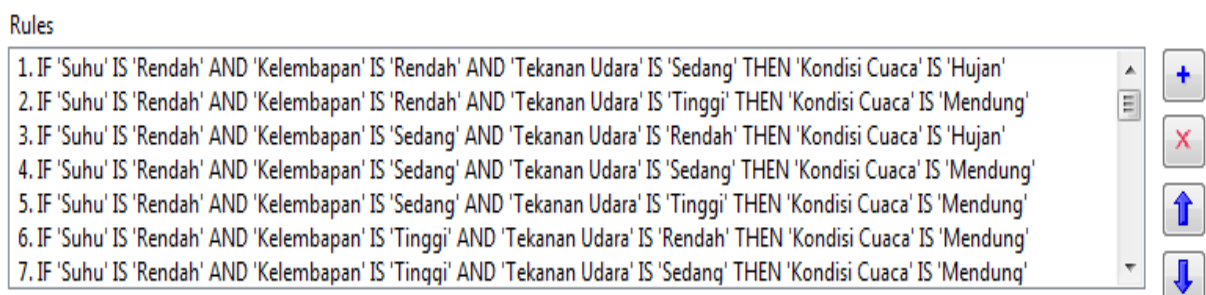 Rules
1. IF 'Suhu' IS 'Rendah' AND 'Kelembapan' IS 'Rendah' AND 'Tekanan Udara' IS 'Sedang' THEN 'Kondisi Cuaca' IS 'Hujan'
2. IF 'Suhu' IS 'Rendah' AND 'Kelembapan' IS 'Rendah' AND 'Tekanan Udara' IS 'Tinggi' THEN 'Kondisi Cuaca' IS 'Mendung'
3. IF 'Suhu' IS 'Rendah' AND 'Kelembapan' IS 'Sedang' AND 'Tekanan Udara' IS 'Rendah' THEN 'Kondisi Cuaca' IS 'Hujan'
4. IF 'Suhu' IS 'Rendah' AND 'Kelembapan' IS 'Sedang' AND 'Tekanan Udara' IS 'Sedang' THEN 'Kondisi Cuaca' IS 'Mendung'
5. IF 'Suhu' IS 'Rendah' AND 'Kelembapan' IS 'Sedang' AND 'Tekanan Udara' IS 'Tinggi' THEN 'Kondisi Cuaca' IS 'Mendung'
6. IF 'Suhu' IS 'Rendah' AND 'Kelembapan' IS 'Tinggi' AND 'Tekanan Udara' IS 'Rendah' THEN 'Kondisi Cuaca' IS 'Mendung'
7. IF 'Suhu' IS 'Rendah' AND 'Kelembapan' IS 'Tinggi' AND 'Tekanan Udara' IS 'Sedang' THEN 'Kondisi Cuaca' IS 'Mendung'